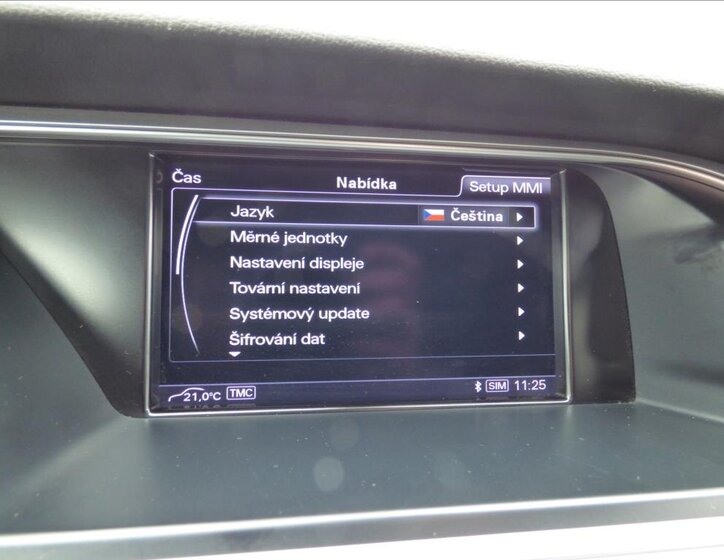 Čas
Nabídka
Setup MMI
Jazyk Čeština
Měrné jednotky
Nastavení displeje
Tovární nastavení
Systémový update
Šifrování dat
21,0°C TMC SIM 11:25